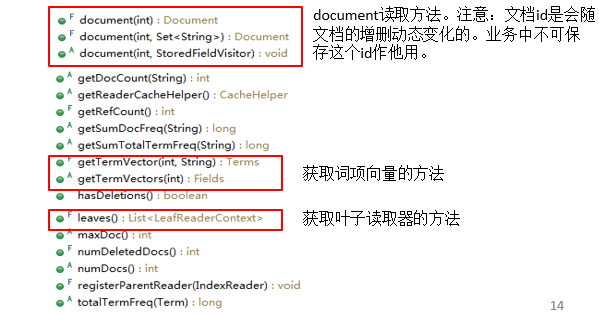 F document(int) : Document
F document(int, Set<String>) : Document
A document(int, StoredFieldVisitor) : void
document读取方法。注意：文档id是会随
文档的增删动态变化的。业务中不可保
存这个id作他用。
A getDocCount(String) : int
A getReaderCacheHelper() : CacheHelper
F getRefCount() : int
A getSumDocFreq(String) : long
A getSumTotalTermFreq(String) : long
F getTermVector(int, String) : Terms
A getTermVectors(int) : Fields
获取词项向量的方法
hasDeletions() : boolean
F leaves() : List<LeafReaderContext>
获取叶子读取器的方法
A maxDoc() : int
F numDeletedDocs() : int
A numDocs() : int
F registerParentReader(IndexReader) : void
A totalTermFreq(Term) : long
14